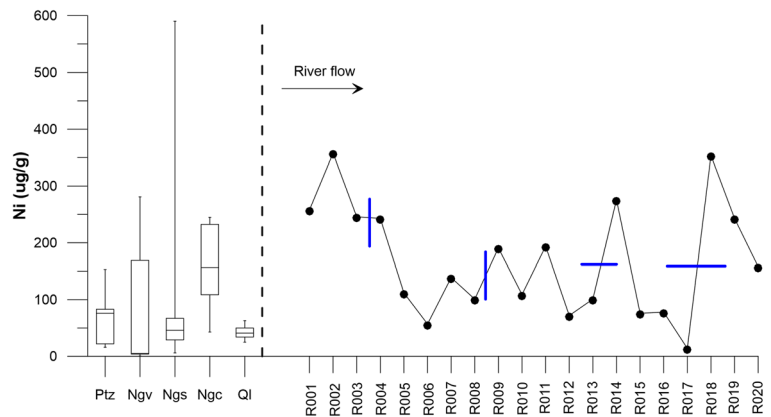 Ni (ug/g)
600
500
400
300
200
100
0
River flow
Ptz Ngv Ngs Ngc Ql
R001 R002 R003 R004 R005 R006 R007 R008 R009 R010 R011 R012 R013 R014 R015 R016 R017 R018 R019 R020